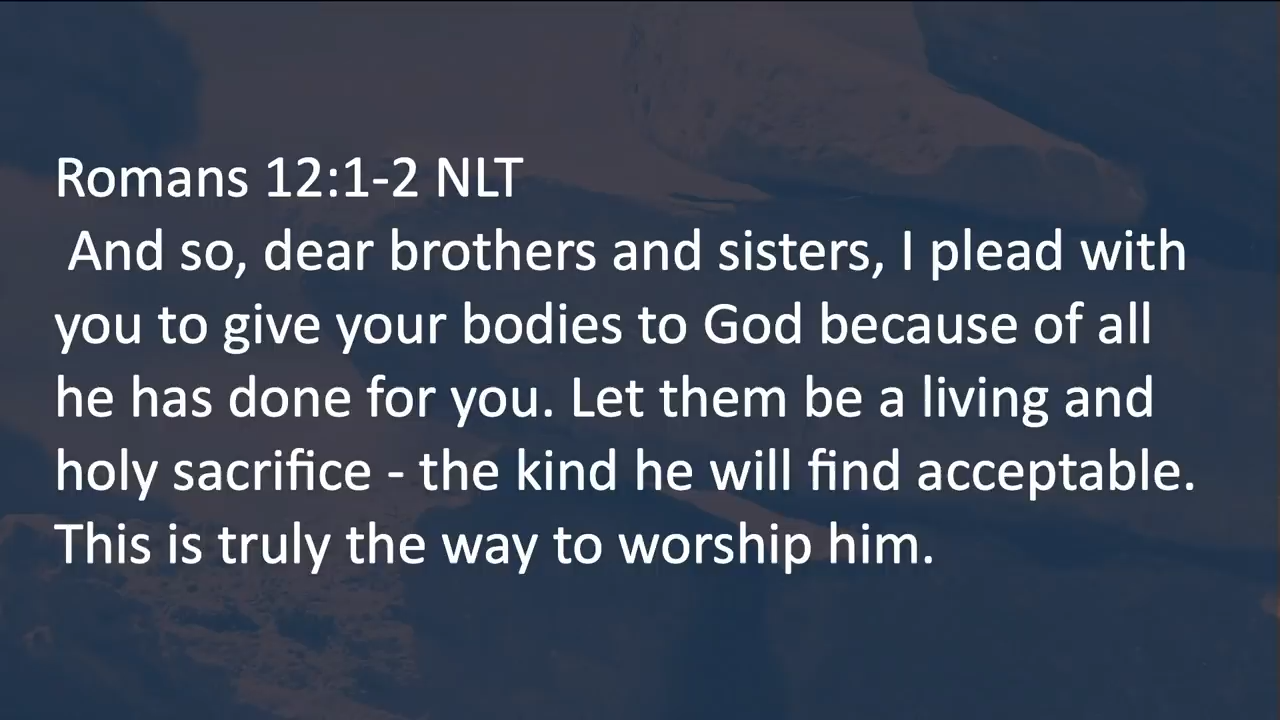 Romans 12:1-2 NLT
And so, dear brothers and sisters, I plead with
you to give your bodies to God because of all
he has done for you. Let them be a living and
holy sacrifice - the kind he will find acceptable.
This is truly the way to worship him.